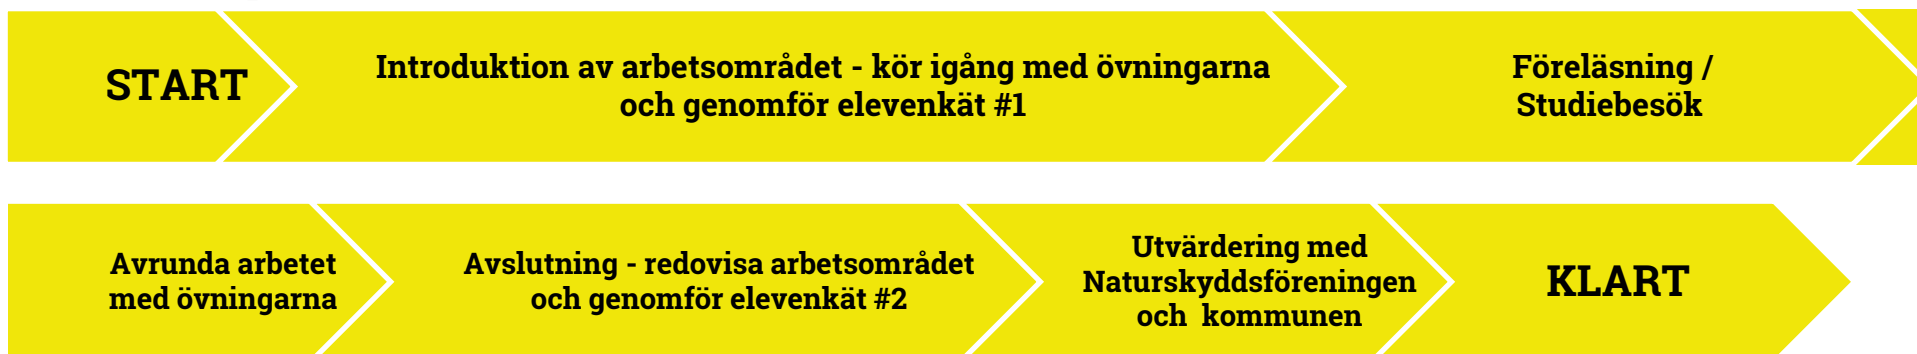 START
Introduktion av arbetsområdet - kör igång med övningarna
och genomför elevenkät #1
Föreläsning /
Studiebesök
Avrunda arbetet
med övningarna
Avslutning - redovisa arbetsområdet
och genomför elevenkät #2
Utvärdering med
Naturskyddsföreningen
och kommunen
KLART